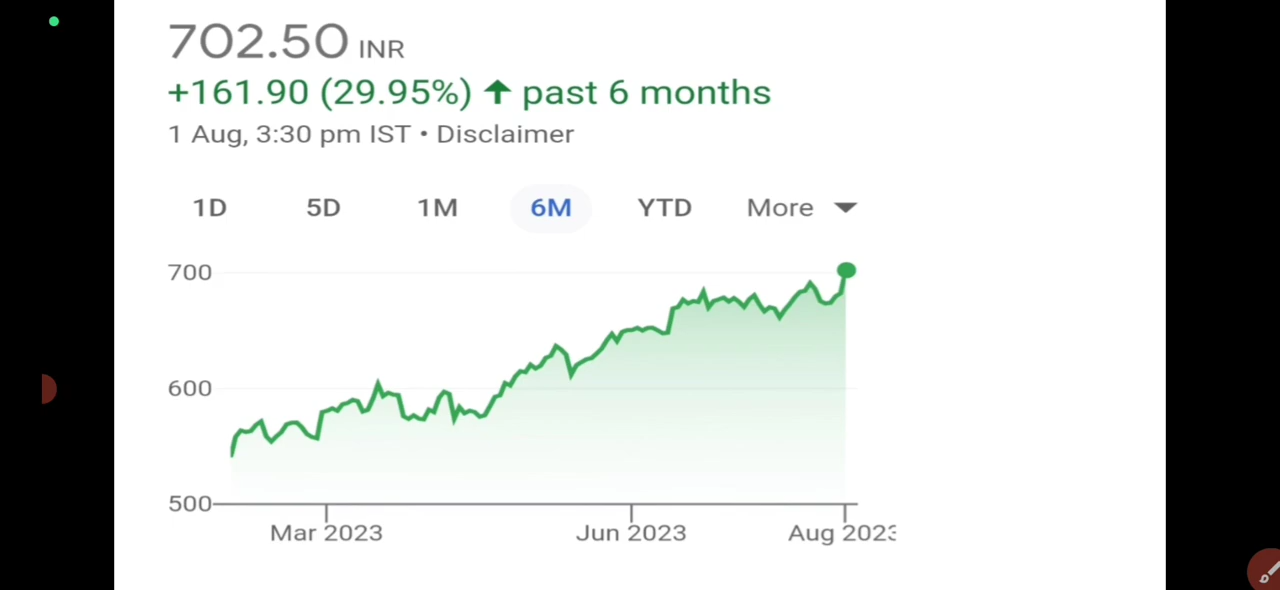 702.50 INR
+161.90 (29.95%) ↑ past 6 months
1 Aug, 3:30 pm IST • Disclaimer
1D 5D 1M 6M YTD More
700
600
500
Mar 2023 Jun 2023 Aug 2023